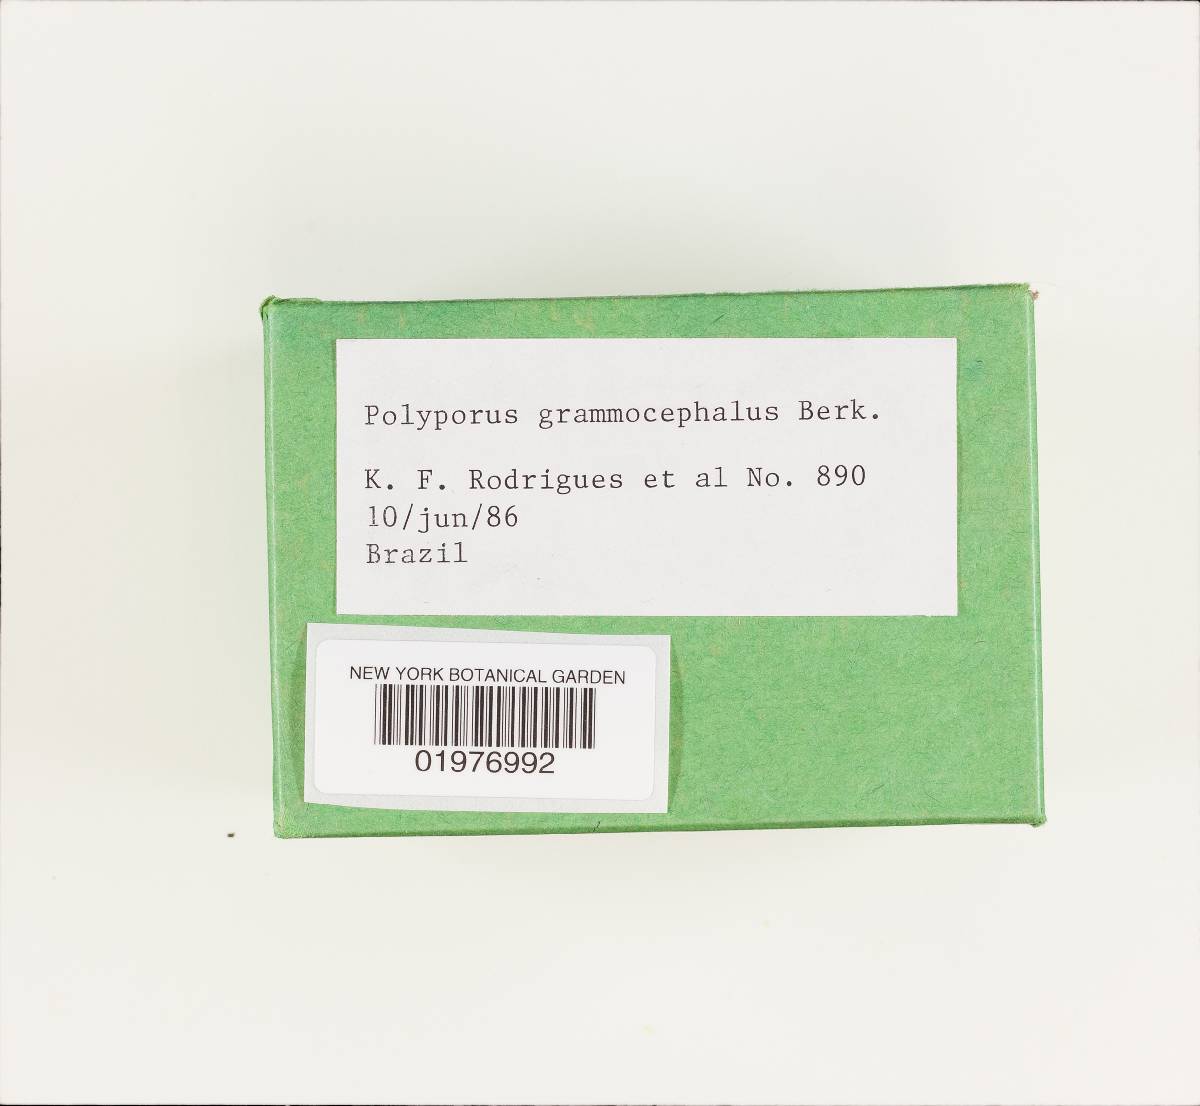 Polyporus grammocephalus Berk.
K. F. Rodrigues et al No. 890
10/jun/86
Brazil
NEW YORK BOTANICAL GARDEN
01976992